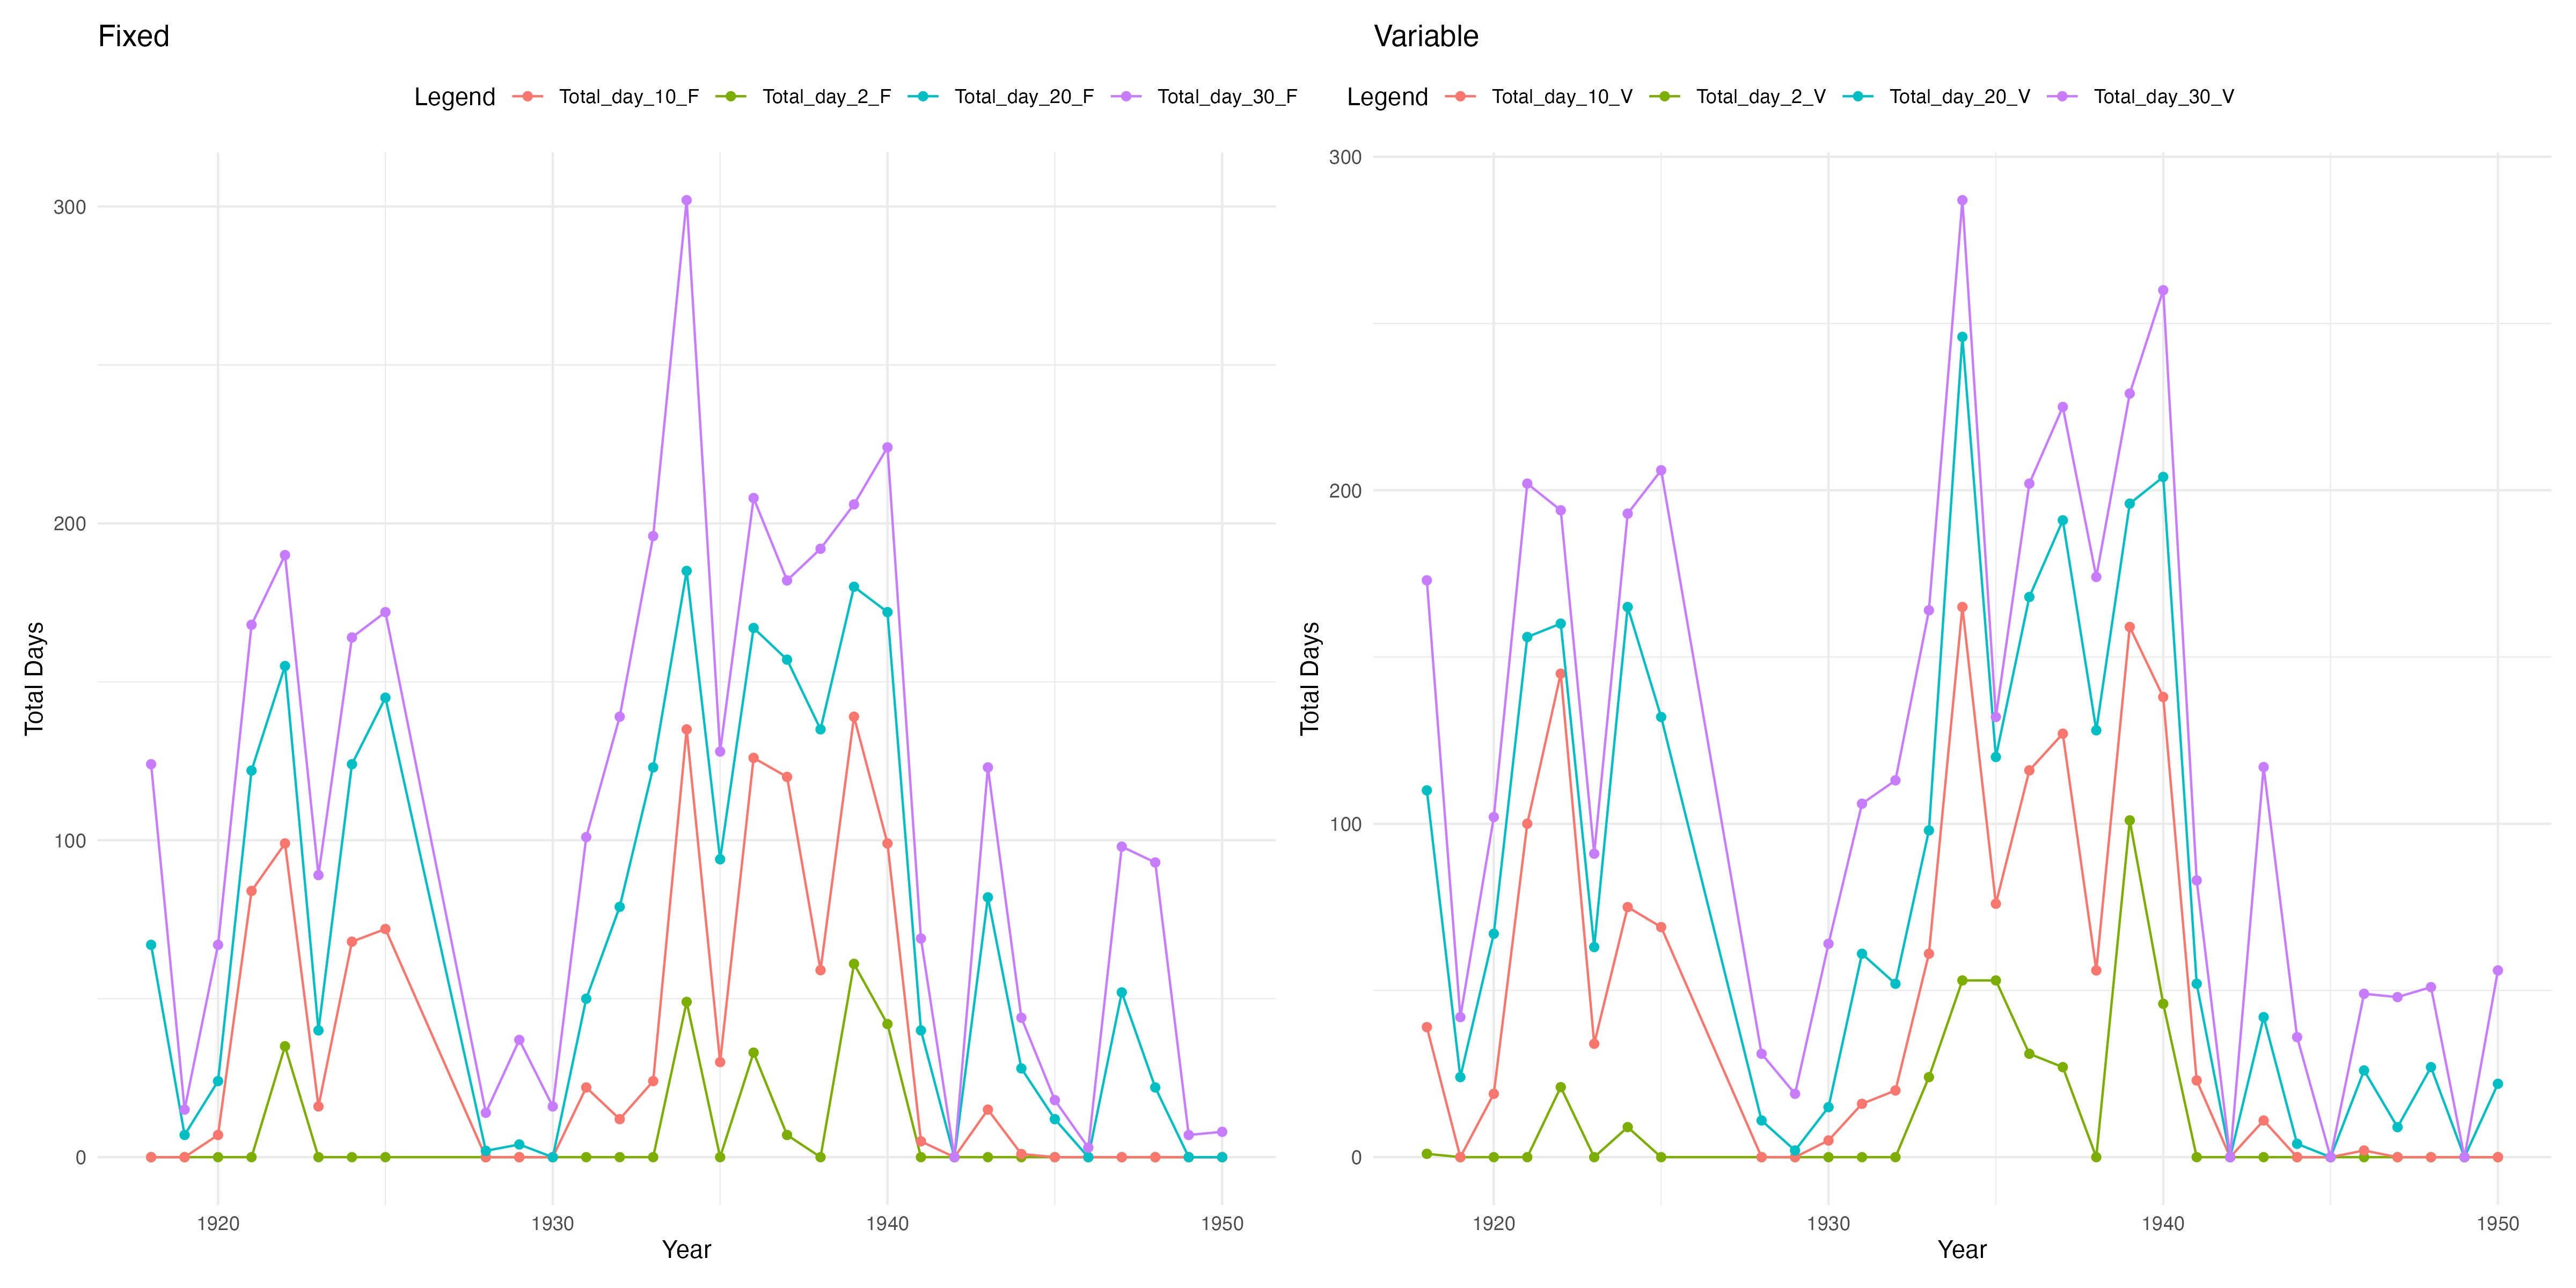 Fixed
Legend Total_day_10_F Total_day_2_F Total_day_20_F Total_day_30_F
Total Days
300
200
100
0
1920 1930 1940 1950
Year
Variable
Legend Total_day_10_V Total_day_2_V Total_day_20_V Total_day_30_V
Total Days
300
200
100
0
1920 1930 1940 1950
Year